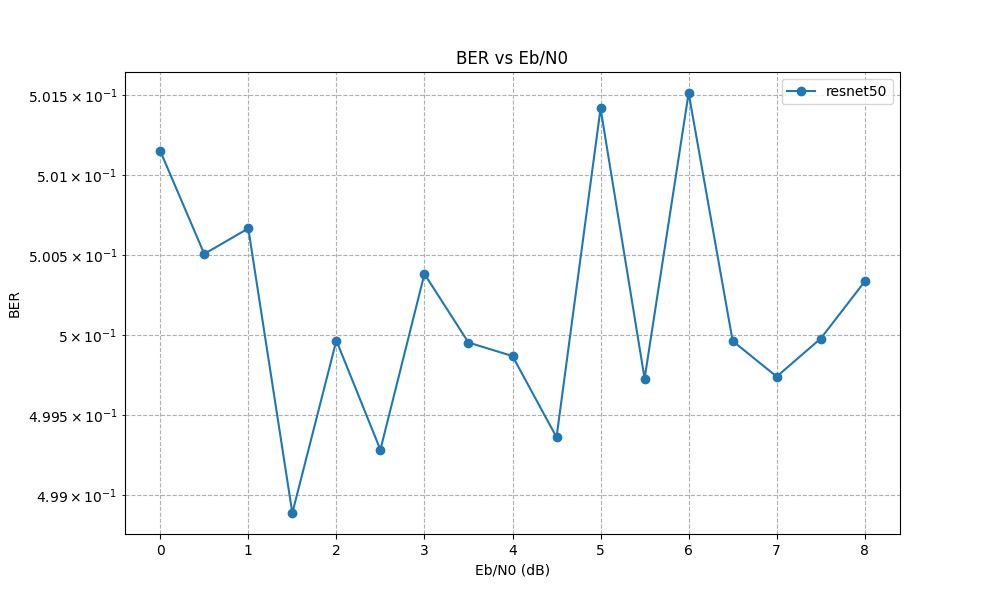 BER vs Eb/N0
resnet50
5.015 × 10⁻¹
5.01 × 10⁻¹
5.005 × 10⁻¹
5 × 10⁻¹
4.995 × 10⁻¹
4.99 × 10⁻¹
BER
0 1 2 3 4 5 6 7 8
Eb/N0 (dB)